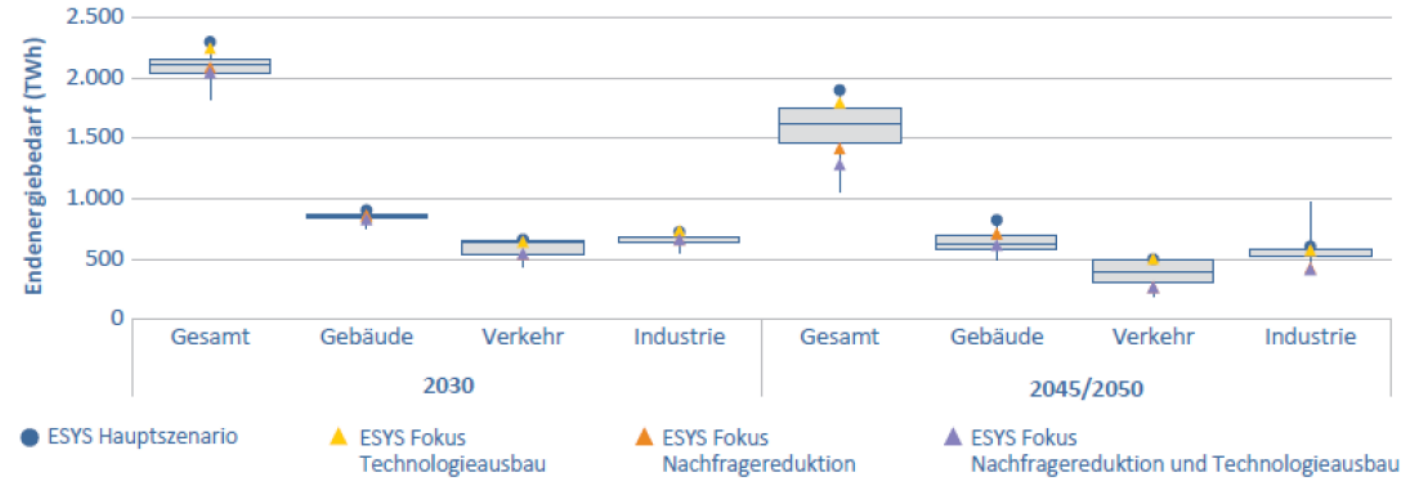 Endenergiebedarf (TWh)
2.500
2.000
1.500
1.000
500
0
Gesamt Gebäude Verkehr Industrie Gesamt Gebäude Verkehr Industrie
2030 2045/2050
ESYS Hauptszenario ESYS Fokus ESYS Fokus ESYS Fokus
Technologieausbau Nachfragereduktion Nachfragereduktion und Technologieausbau